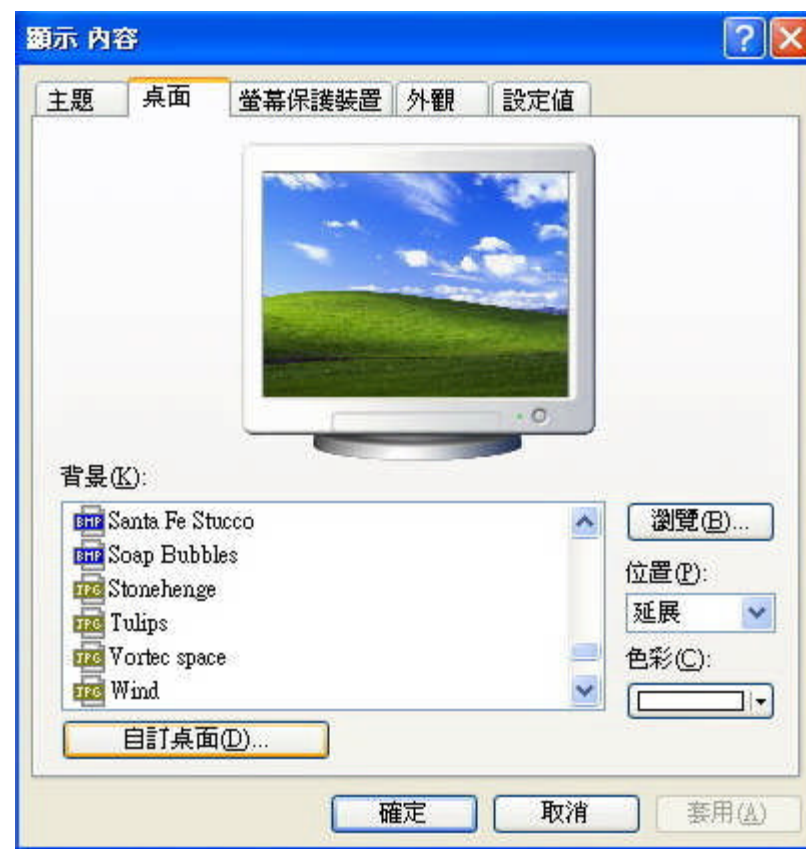 顯示 內容
主題 桌面 螢幕保護裝置 外觀 設定值
背景(K):
BMP Santa Fe Stucco
BMP Soap Bubbles
JPG Stonehenge
JPG Tulips
JPG Vortec space
JPG Wind
瀏覽(B)...
位置(P):
延展
色彩(C):
自訂桌面(D)...
確定 取消 套用(A)